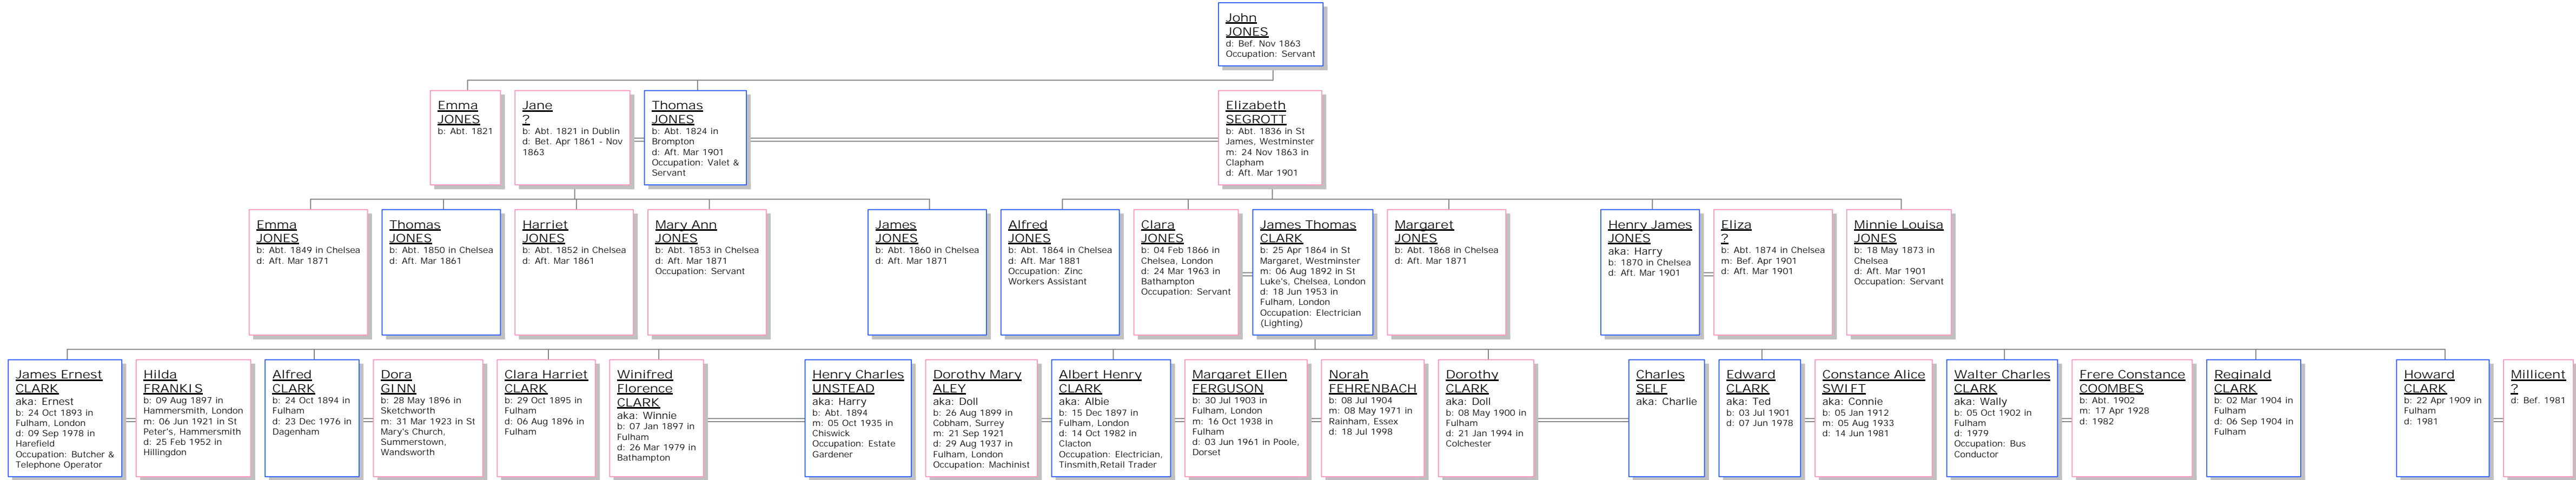 John
JONES
d: Bef. Nov 1863
Occupation: Servant
Emma
JONES
b: Abt. 1821
Jane
?
b: Abt. 1821 in Dublin
d: Bet. Apr 1861 - Nov
1863
Thomas
JONES
b: Abt. 1824 in
Brompton
d: Aft. Mar 1901
Occupation: Valet &
Servant
Elizabeth
SEGROTT
b: Abt. 1836 in St
James, Westminster
m: 24 Nov 1863 in
Clapham
d: Aft. Mar 1901
Emma
JONES
b: Abt. 1849 in Chelsea
d: Aft. Mar 1871
Thomas
JONES
b: Abt. 1850 in Chelsea
d: Aft. Mar 1861
Harriet
JONES
b: Abt. 1852 in Chelsea
d: Aft. Mar 1861
Mary Ann
JONES
b: Abt. 1853 in Chelsea
d: Aft. Mar 1871
Occupation: Servant
James
JONES
b: Abt. 1860 in Chelsea
d: Aft. Mar 1871
Alfred
JONES
b: Abt. 1864 in Chelsea
d: Aft. Mar 1881
Occupation: Zinc
Workers Assistant
Clara
JONES
b: 04 Feb 1866 in
Chelsea, London
d: 24 Mar 1963 in
Bathampton
Occupation: Servant
James Thomas
CLARK
b: 25 Apr 1864 in St
Margaret, Westminster
m: 06 Aug 1892 in St
Luke's, Chelsea, London
d: 18 Jun 1953 in
Fulham, London
Occupation: Electrician
(Lighting)
Margaret
JONES
b: Abt. 1868 in Chelsea
d: Aft. Mar 1871
Henry James
JONES
aka: Harry
b: 1870 in Chelsea
d: Aft. Mar 1901
Eliza
?
b: Abt. 1874 in Chelsea
m: Bef. Apr 1901
d: Aft. Mar 1901
Minnie Louisa
JONES
b: 18 May 1873 in
Chelsea
d: Aft. Mar 1901
Occupation: Servant
James Ernest
CLARK
aka: Ernest
b: 24 Oct 1893 in
Fulham, London
d: 09 Sep 1978 in
Harefield
Occupation: Butcher &
Telephone Operator
Hilda
FRANKIS
b: 09 Aug 1897 in
Hammersmith, London
m: 06 Jun 1921 in St
Peter's, Hammersmith
d: 25 Feb 1952 in
Hillingdon
Alfred
CLARK
b: 24 Oct 1894 in
Fulham
d: 23 Dec 1976 in
Dagenham
Dora
GINN
b: 28 May 1896 in
Sketchworth
m: 31 Mar 1923 in St
Mary's Church,
Summerstown,
Wandsworth
Clara Harriet
CLARK
b: 29 Oct 1895 in
Fulham
d: 06 Aug 1896 in
Fulham
Winifred
Florence
CLARK
aka: Winnie
b: 07 Jan 1897 in
Fulham
d: 26 Mar 1979 in
Bathampton
Henry Charles
UNSTEAD
aka: Harry
b: Abt. 1894
m: 05 Oct 1935 in
Chiswick
Occupation: Estate
Gardener
Dorothy Mary
ALEY
aka: Doll
b: 26 Aug 1899 in
Cobham, Surrey
m: 21 Sep 1921
d: 29 Aug 1937 in
Fulham, London
Occupation: Machinist
Albert Henry
CLARK
aka: Albie
b: 15 Dec 1897 in
Fulham, London
d: 14 Oct 1982 in
Clacton
Occupation: Electrician,
Tinsmith,Retail Trader
Margaret Ellen
FERGUSON
b: 30 Jul 1903 in
Fulham, London
m: 16 Oct 1938 in
Fulham
d: 03 Jun 1961 in Poole,
Dorset
Norah
FEHRENBACH
b: 08 Jul 1904
m: 08 May 1971 in
Rainham, Essex
d: 18 Jul 1998
Dorothy
CLARK
aka: Doll
b: 08 May 1900 in
Fulham
d: 21 Jan 1994 in
Colchester
Charles
SELF
aka: Charlie
Edward
CLARK
aka: Ted
b: 03 Jul 1901
d: 07 Jun 1978
Constance Alice
SWIFT
aka: Connie
b: 05 Jan 1912
m: 05 Aug 1933
d: 14 Jun 1981
Walter Charles
CLARK
aka: Wally
b: 05 Oct 1902 in
Fulham
d: 1979
Occupation: Bus
Conductor
Frere Constance
COOMBES
b: Abt. 1902
m: 17 Apr 1928
d: 1982
Reginald
CLARK
b: 02 Mar 1904 in
Fulham
d: 06 Sep 1904 in
Fulham
Howard
CLARK
b: 22 Apr 1909 in
Fulham
d: 1981
Millicent
?
d: Bef. 1981